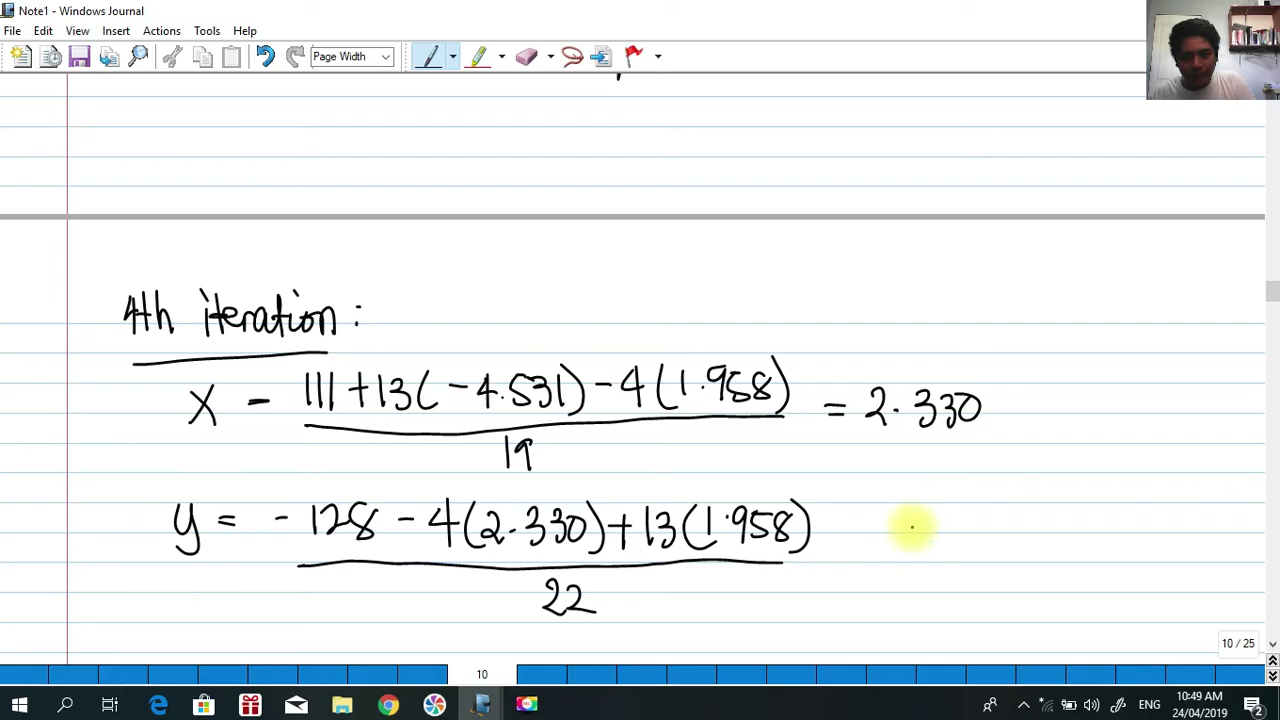 Note1 - Windows Journal
File Edit View Insert Actions Tools Help
Page Width
4th iteration :
X - 111 + 13( - 4.531) - 4 (1.958) = 2.330
19
y = - 128 - 4(2.330) + 13(1.958)
22
10 / 25
10
ENG
10:49 AM
24/04/2019
2